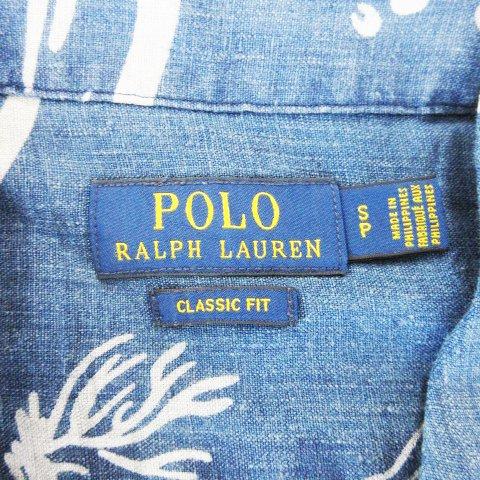 POLO
RALPH LAUREN
S
P
MADE IN
PHILIPPINES
FABRIQUÉ AUX
PHILIPPINES
CLASSIC FIT